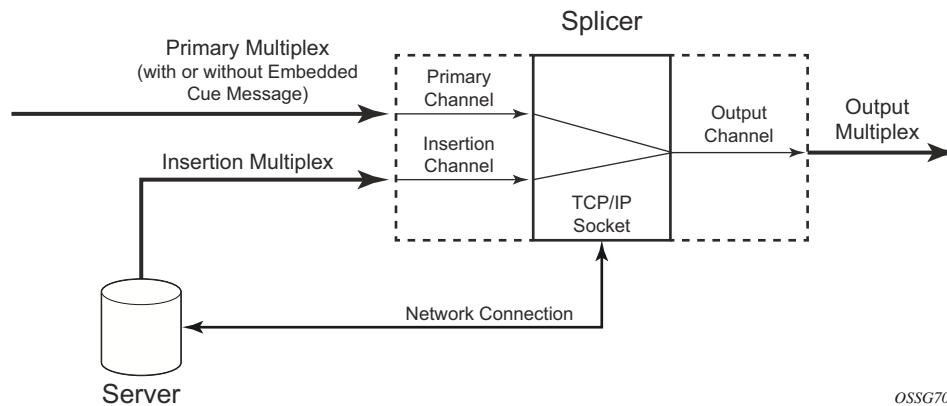 Splicer
Primary Multiplex
(with or without Embedded
Cue Message)
Primary
Channel
Output
Channel
Output
Multiplex
Insertion Multiplex
Insertion
Channel
TCP/IP
Socket
Network Connection
Server
OSSG70